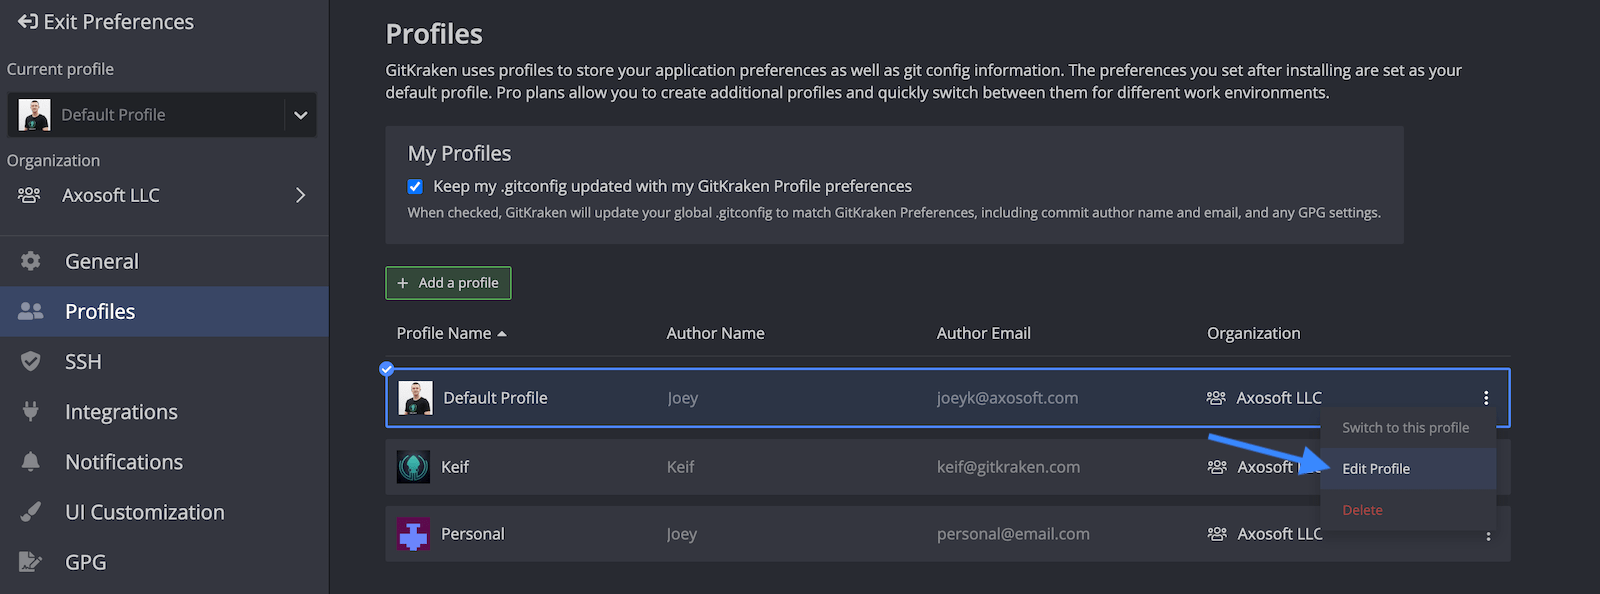 Exit Preferences
Current profile
Default Profile
Organization
Axosoft LLC
General
Profiles
SSH
Integrations
Notifications
UI Customization
GPG
Profiles
GitKraken uses profiles to store your application preferences as well as git config information. The preferences you set after installing are set as your
default profile. Pro plans allow you to create additional profiles and quickly switch between them for different work environments.
My Profiles
Keep my .gitconfig updated with my GitKraken Profile preferences
When checked, GitKraken will update your global .gitconfig to match GitKraken Preferences, including commit author name and email, and any GPG settings.
+ Add a profile
Profile Name Author Name Author Email Organization
Default Profile Joey joeyk@axosoft.com Axosoft LLC
Keif Keif keif@gitkraken.com Axosoft
Personal Joey personal@email.com Axosoft LLC
Switch to this profile
Edit Profile
Delete